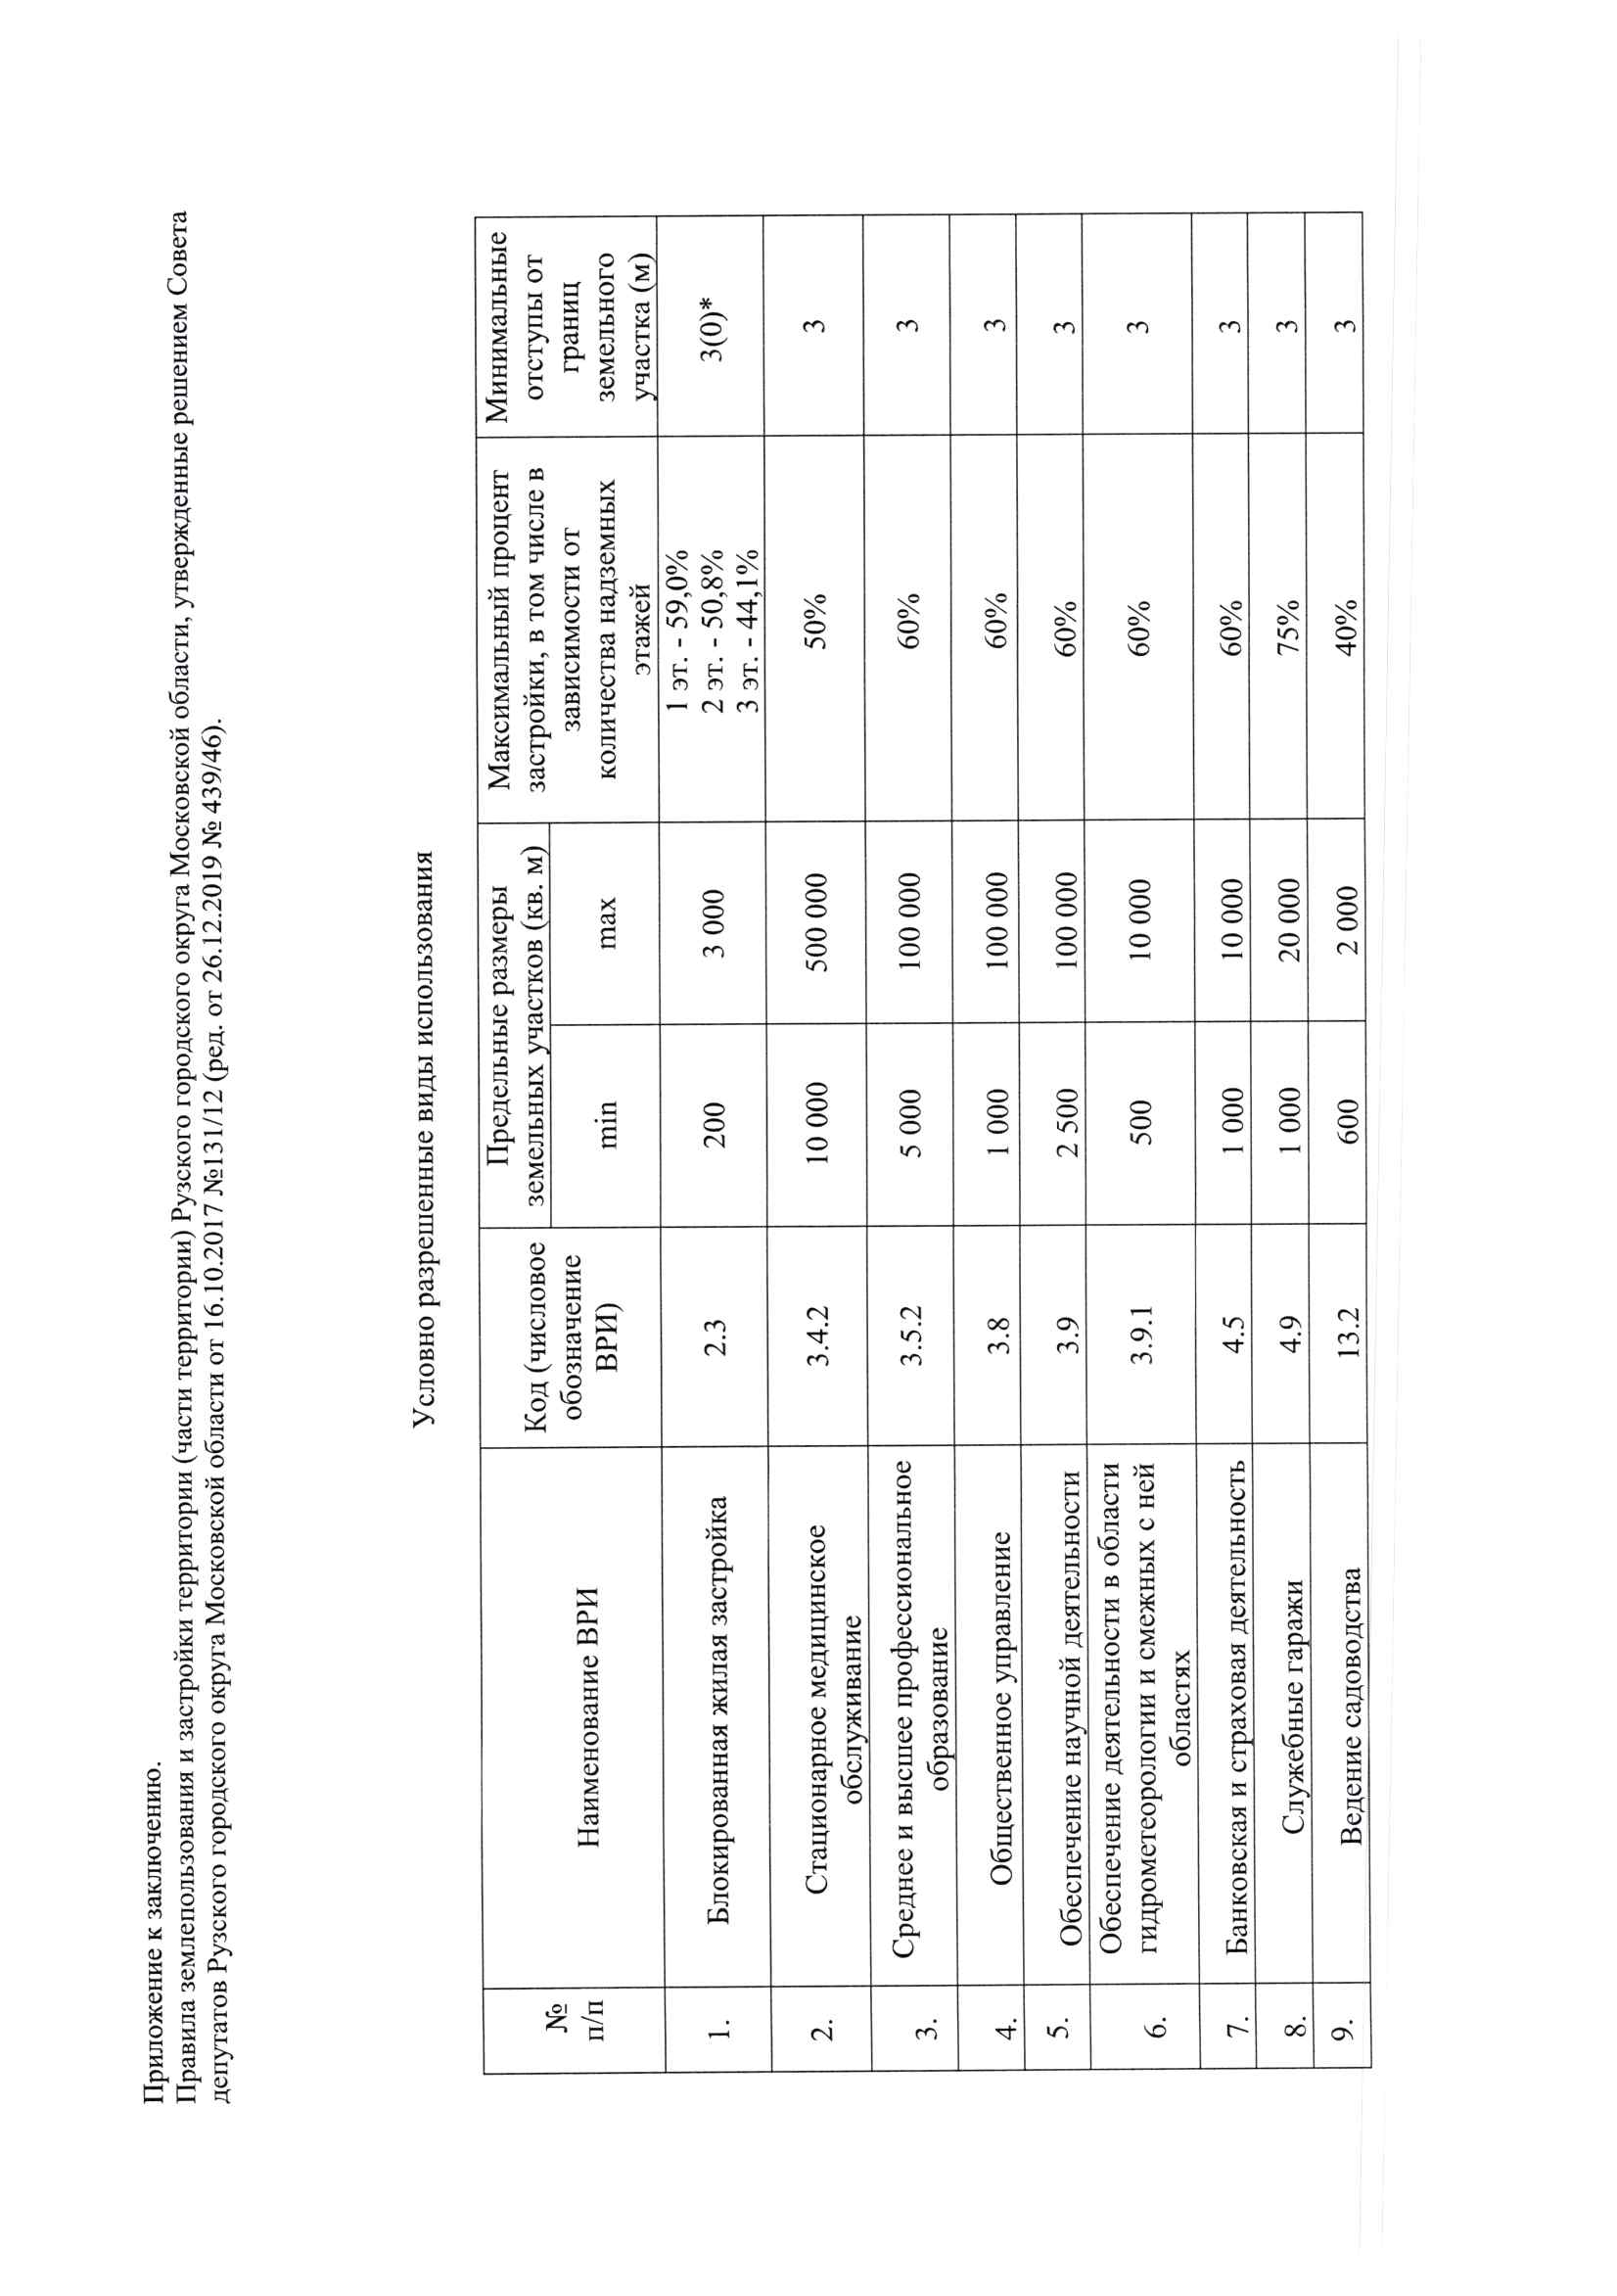 Приложение к заключению.
Правила землепользования и застройки территории (части территории) Рузского городского округа Московской области, утвержденные решением Совета
депутатов Рузского городского округа Московской области от 16.10.2017 №131/12 (ред. от 26.12.2019 № 439/46).
Условно разрешенные виды использования
№
п/п
Наименование ВРИ
Код (числовое
обозначение
ВРИ)
Предельные размеры
земельных участков (кв. м)
min
max
Максимальный процент
застройки, в том числе в
зависимости от
количества надземных
этажей
Минимальные
отступы от
границ
земельного
участка (м)
1.
Блокированная жилая застройка
2.3
200
3 000
1 эт. - 59,0%
2 эт. - 50,8%
3 эт. - 44,1%
3(0)*
2.
Стационарное медицинское
обслуживание
3.4.2
10 000
500 000
50%
3
3.
Среднее и высшее профессиональное
образование
3.5.2
5 000
100 000
60%
3
4.
Общественное управление
3.8
1 000
100 000
60%
3
5.
Обеспечение научной деятельности
3.9
2 500
100 000
60%
3
6.
Обеспечение деятельности в области
гидрометеорологии и смежных с ней
областях
3.9.1
500
10 000
60%
3
7.
Банковская и страховая деятельность
4.5
1 000
10 000
60%
3
8.
Служебные гаражи
4.9
1 000
20 000
75%
3
9.
Ведение садоводства
13.2
600
2 000
40%
3